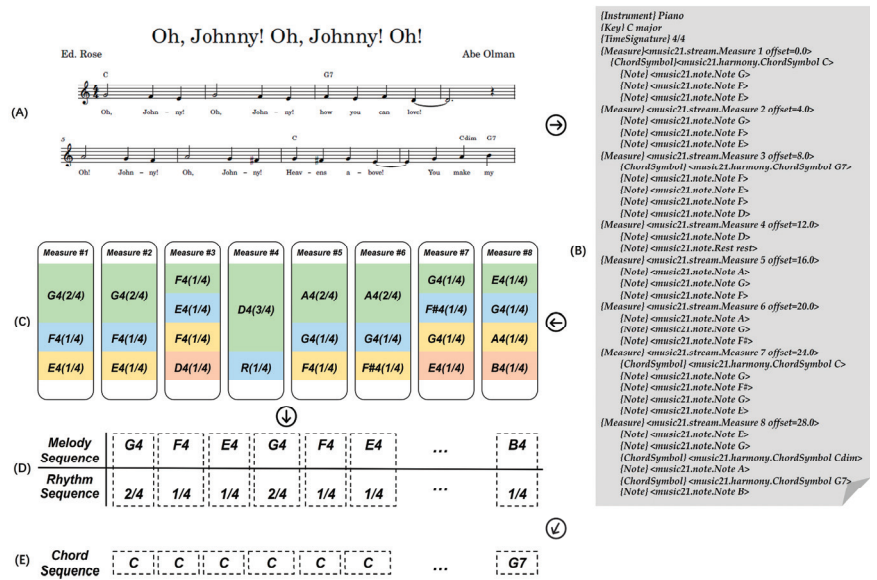 Oh, Johnny! Oh, Johnny! Oh!
Ed. Rose
Abe Olman
C
G7
4
4
Oh, John - ny! Oh, John - ny! how you can love!
(A)
5
C
Cdim G7
Oh! John - ny! Oh, John - ny! Heav - ens a - bove! You make my
{Instrument} Piano
{Key} C major
{TimeSignature} 4/4
{Measure}<music21.stream.Measure 1 offset=0.0>
{ChordSymbol}<music21.harmony.ChordSymbol C>
{Note} <music21.note.Note G>
{Note} <music21.note.Note F>
{Note} <music21.note.Note E>
{Measure} <music21.stream.Measure 2 offset=4.0>
{Note} <music21.note.Note G>
{Note} <music21.note.Note F>
{Note} <music21.note.Note E>
{Measure} <music21.stream.Measure 3 offset=8.0>
{ChordSymbol} <music21.harmony.ChordSymbol G7>
{Note} <music21.note.Note F>
{Note} <music21.note.Note E>
{Note} <music21.note.Note F>
{Note} <music21.note.Note D>
{Measure} <music21.stream.Measure 4 offset=12.0>
{Note} <music21.note.Note D>
{Note} <music21.note.Rest rest>
{Measure} <music21.stream.Measure 5 offset=16.0>
{Note} <music21.note.Note A>
{Note} <music21.note.Note G>
{Note} <music21.note.Note F>
{Measure} <music21.stream.Measure 6 offset=20.0>
{Note} <music21.note.Note A>
{Note} <music21.note.Note G>
{Note} <music21.note.Note F#>
{Measure} <music21.stream.Measure 7 offset=24.0>
{ChordSymbol} <music21.harmony.ChordSymbol C>
{Note} <music21.note.Note G>
{Note} <music21.note.Note F#>
{Note} <music21.note.Note G>
{Note} <music21.note.Note E>
{Measure} <music21.stream.Measure 8 offset=28.0>
{Note} <music21.note.Note E>
{Note} <music21.note.Note G>
{ChordSymbol} <music21.harmony.ChordSymbol Cdim>
{Note} <music21.note.Note A>
{ChordSymbol} <music21.harmony.ChordSymbol G7>
{Note} <music21.note.Note B>
(B)
(C)
Measure #1
G4(2/4)
F4(1/4)
E4(1/4)
Measure #2
G4(2/4)
F4(1/4)
E4(1/4)
Measure #3
F4(1/4)
E4(1/4)
F4(1/4)
D4(1/4)
Measure #4
D4(3/4)
R(1/4)
Measure #5
A4(2/4)
G4(1/4)
F4(1/4)
Measure #6
A4(2/4)
G4(1/4)
F#4(1/4)
Measure #7
G4(1/4)
F#4(1/4)
G4(1/4)
E4(1/4)
Measure #8
E4(1/4)
G4(1/4)
A4(1/4)
B4(1/4)
(D)
Melody Sequence
G4 F4 E4 G4 F4 E4 ... B4
Rhythm Sequence
2/4 1/4 1/4 2/4 1/4 1/4 ... 1/4
(E)
Chord Sequence
C C C C C C ... G7